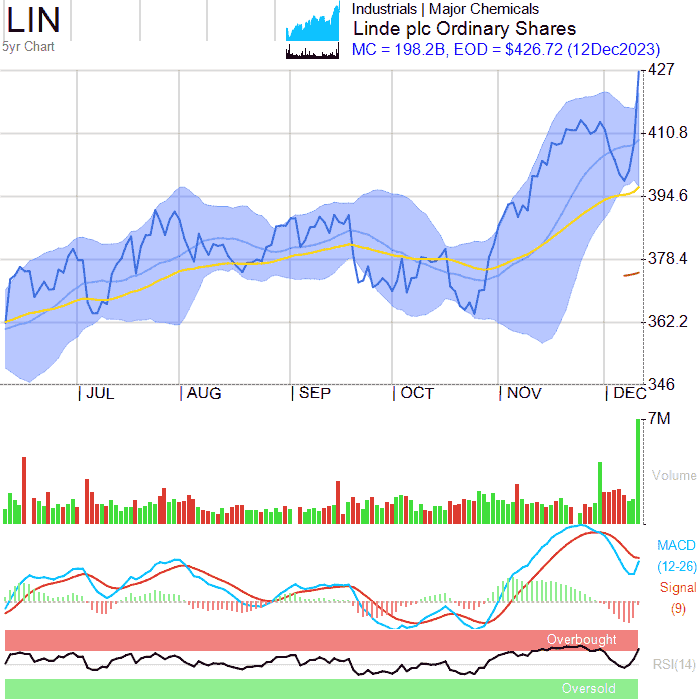 LIN
5yr Chart
Industrials | Major Chemicals
Linde plc Ordinary Shares
MC = 198.2B, EOD = $426.72 (12Dec2023)
427
410.8
394.6
378.4
362.2
346
JUL AUG SEP OCT NOV DEC
7M
Volume
MACD
(12-26)
Signal
(9)
Overbought
RSI(14)
Oversold